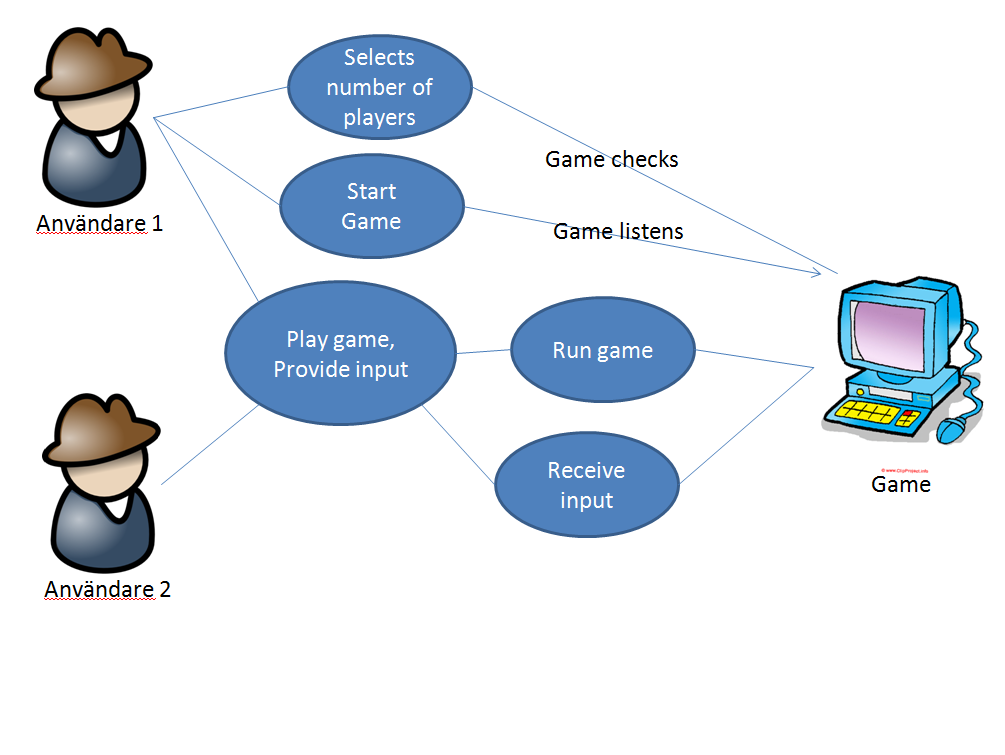 Selects
number of
players
Game checks
Start
Game
Användare 1
Game listens
Play game,
Provide input
Run game
Receive
input
© www.ClipProject.info
Game
Användare 2